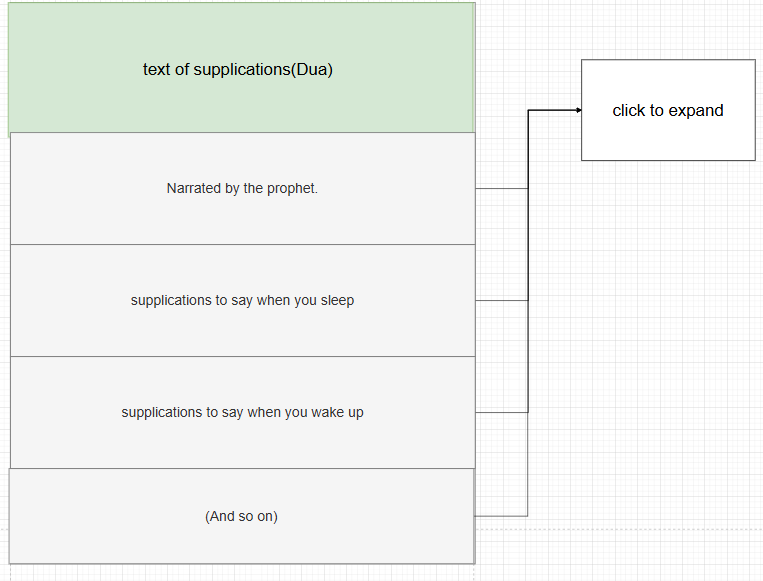 text of supplications(Dua)
click to expand
Narrated by the prophet.
supplications to say when you sleep
supplications to say when you wake up
(And so on)